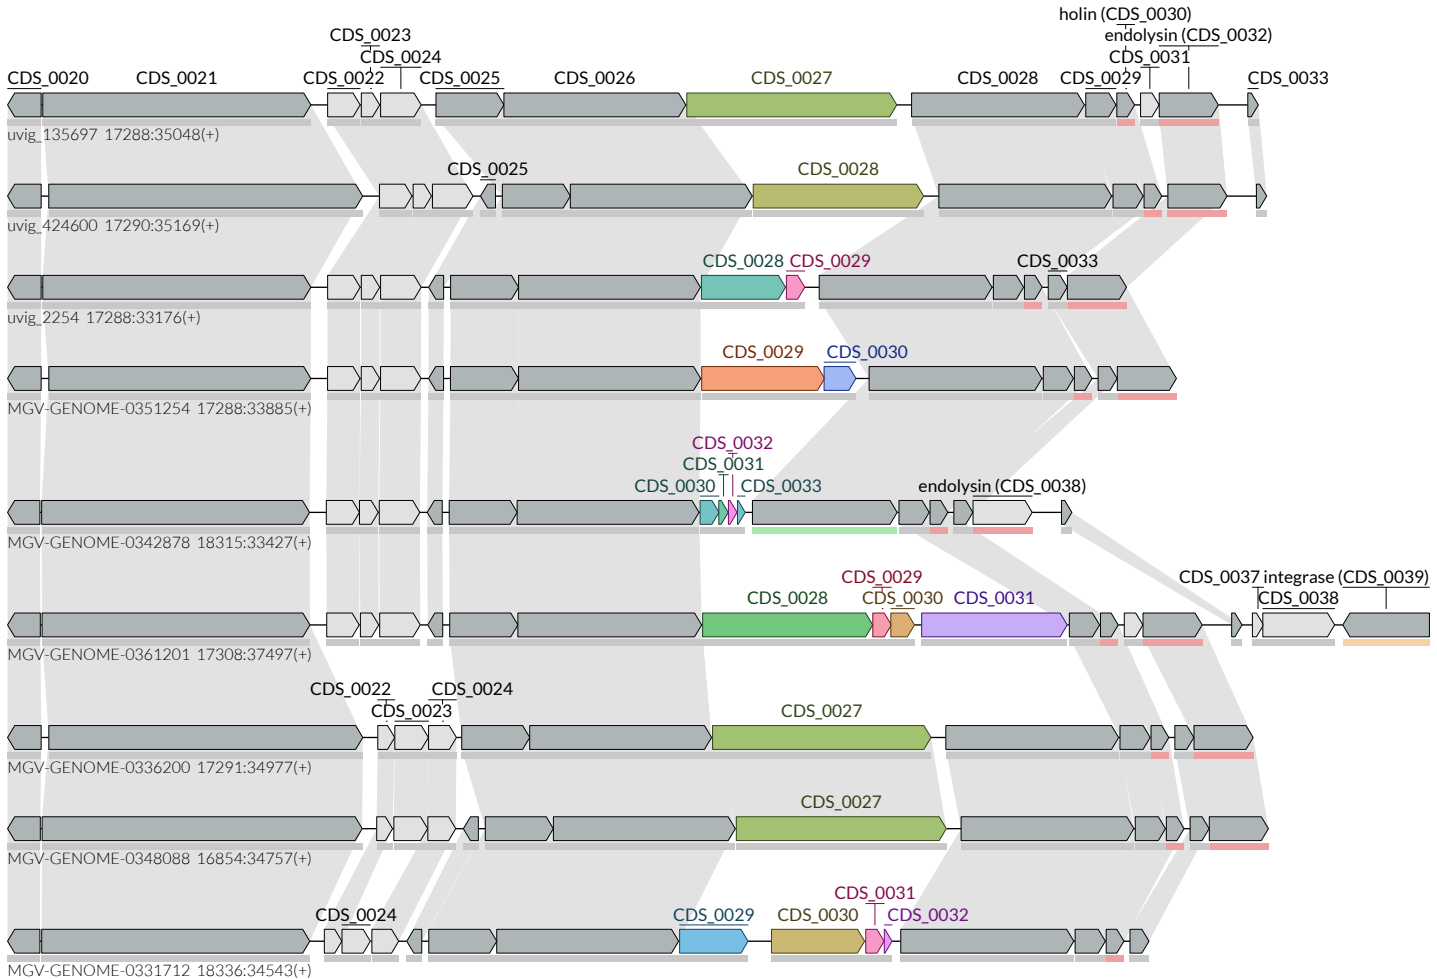 holin (CDS_0030)
CDS_0023 endolysin (CDS_0032)
CDS_0024 CDS_0031
CDS_0020 CDS_0021 CDS_0022 CDS_0025 CDS_0026 CDS_0027 CDS_0028 CDS_0029 CDS_0033
uvig_135697 17288:35048(+)
CDS_0025 CDS_0028
uvig_424600 17290:35169(+)
CDS_0028 CDS_0029 CDS_0033
uvig_2254 17288:33176(+)
CDS_0029 CDS_0030
MGV-GENOME-0351254 17288:33885(+)
CDS_0032
CDS_0031
CDS_0030 CDS_0033 endolysin (CDS_0038)
MGV-GENOME-0342878 18315:33427(+)
CDS_0029 CDS_0037 integrase (CDS_0039)
CDS_0028 CDS_0030 CDS_0031 CDS_0038
MGV-GENOME-0361201 17308:37497(+)
CDS_0022 CDS_0024
CDS_0023 CDS_0027
MGV-GENOME-0336200 17291:34977(+)
CDS_0027
MGV-GENOME-0348088 16854:34757(+)
CDS_0031
CDS_0024 CDS_0029 CDS_0030 CDS_0032
MGV-GENOME-0331712 18336:34543(+)